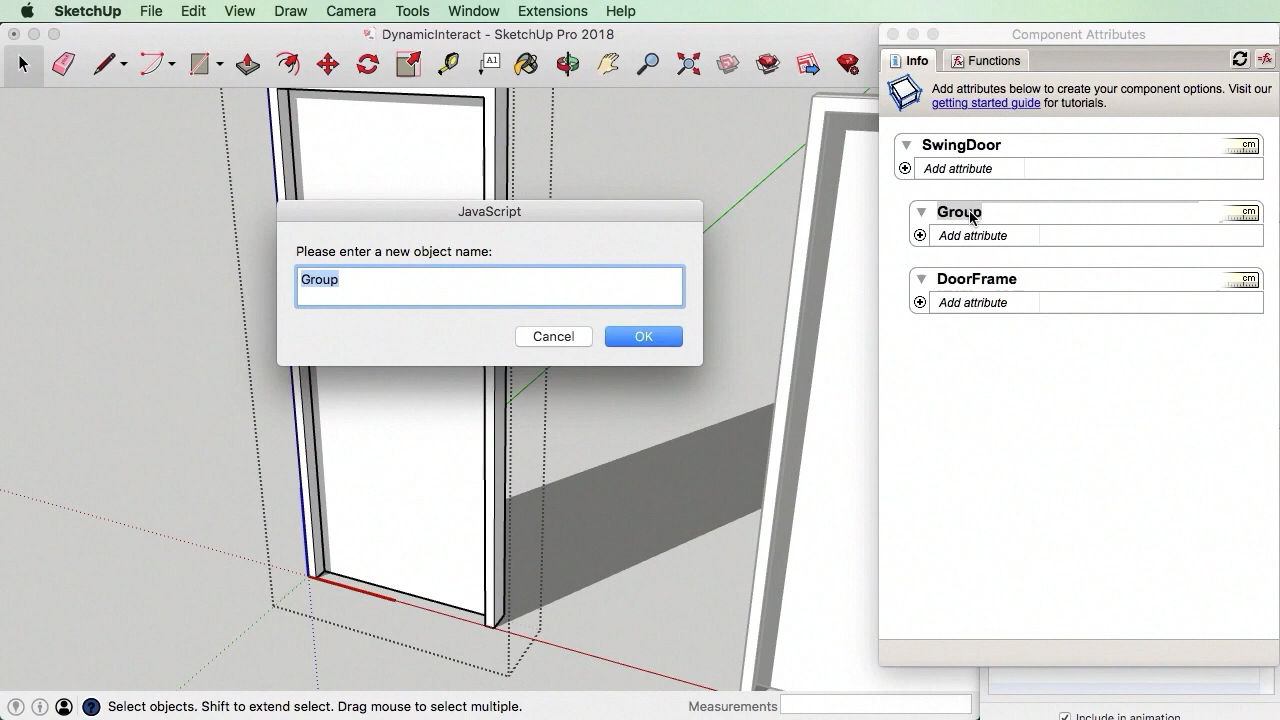 SketchUp File Edit View Draw Camera Tools Window Extensions Help
DynamicInteract - SketchUp Pro 2018
A1
Component Attributes
Info Functions
Add attributes below to create your component options. Visit our
getting started guide for tutorials.
SwingDoor cm
Add attribute
Group cm
Add attribute
DoorFrame cm
Add attribute
JavaScript
Please enter a new object name:
Group
Cancel OK
Select objects. Shift to extend select. Drag mouse to select multiple. Measurements
Include in animation